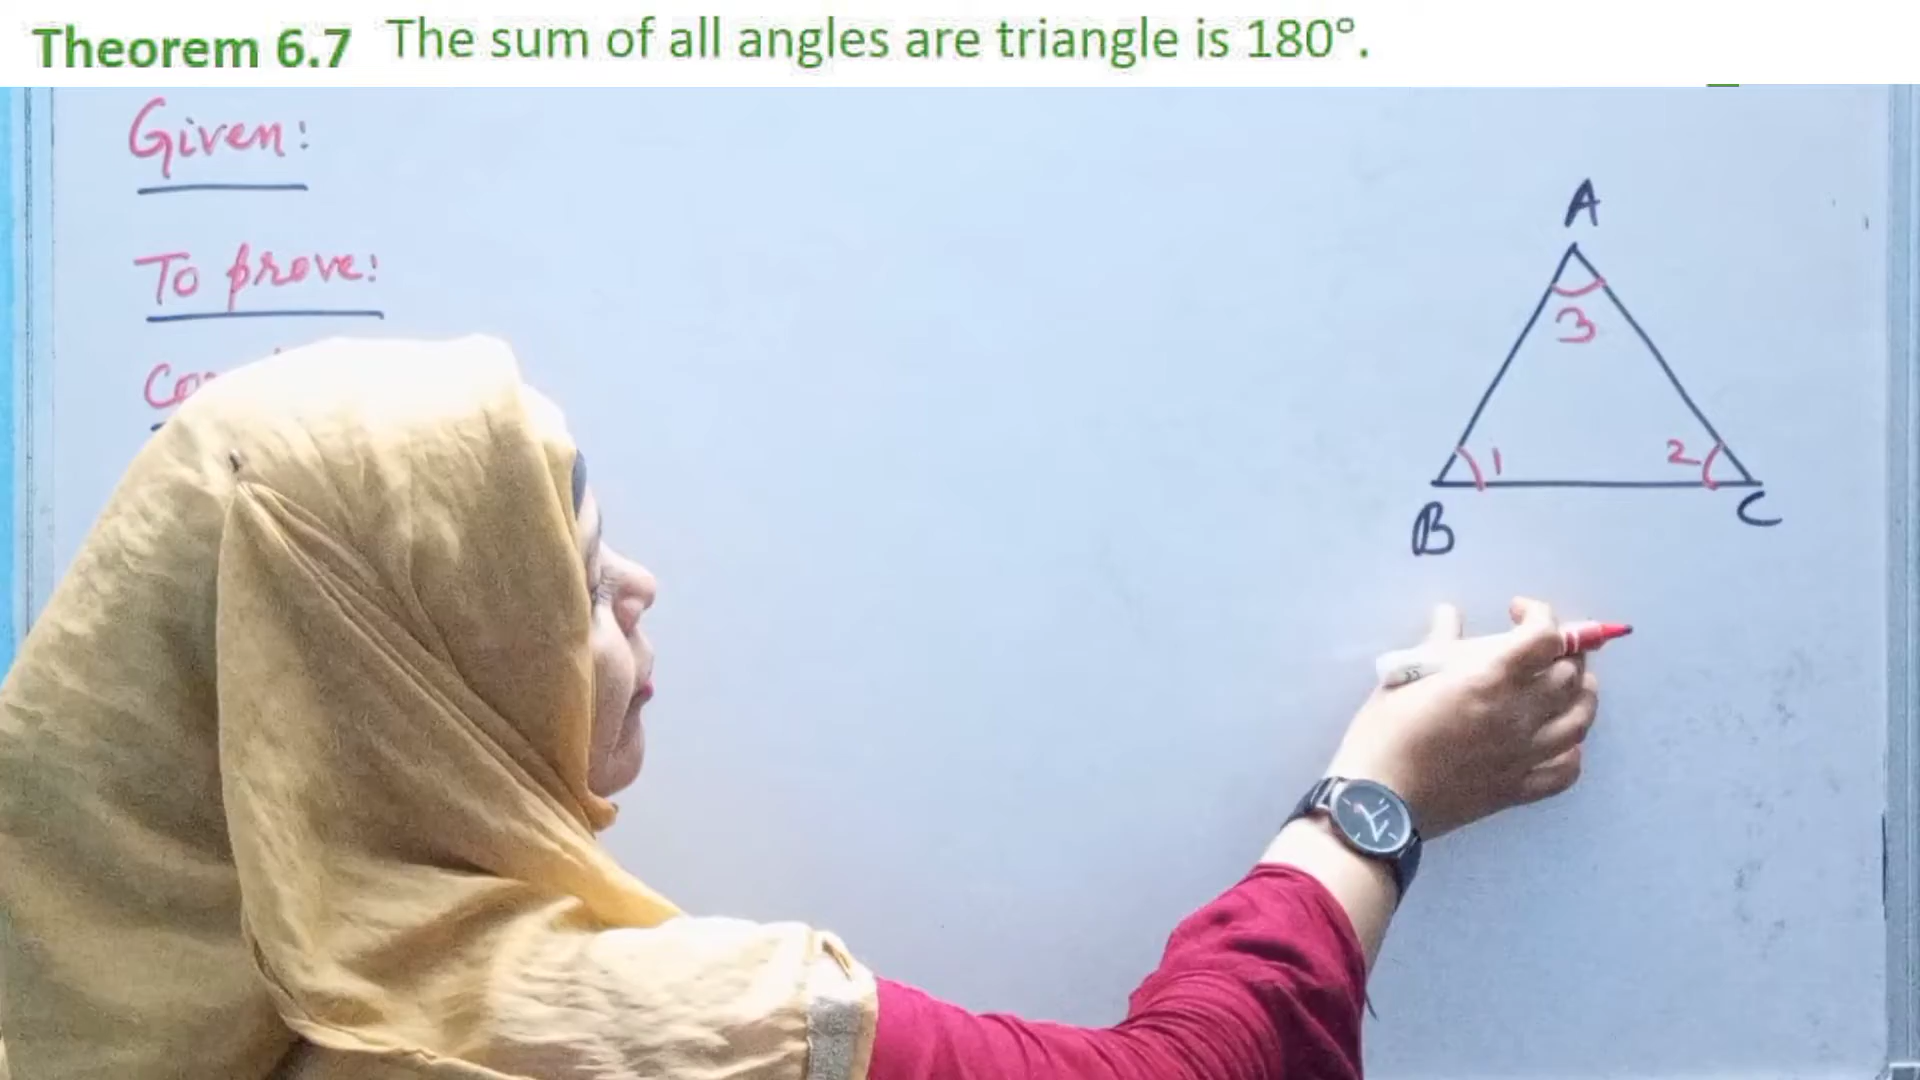 Theorem 6.7 The sum of all angles are triangle is 180°.
Given:
To prove:
A
3
1
2
B
C